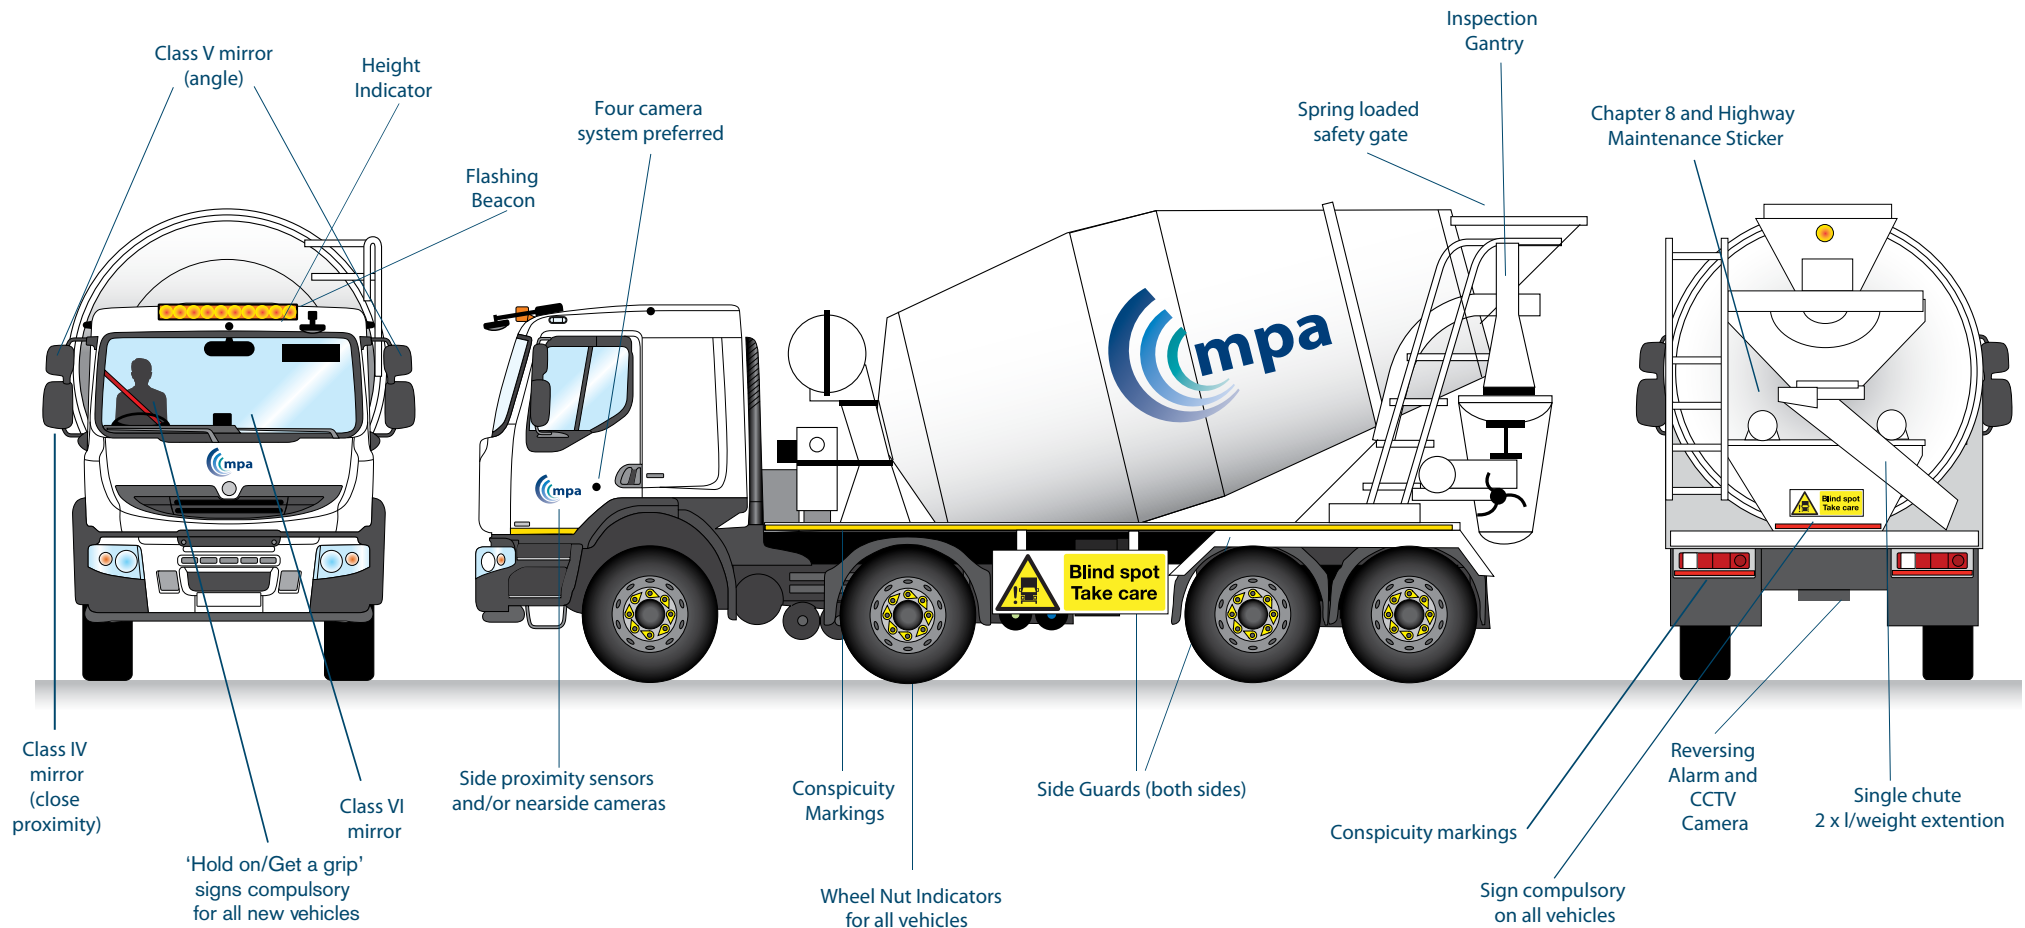 Class V mirror
(angle)
Height
Indicator
Flashing
Beacon
Four camera
system preferred
Inspection
Gantry
Spring loaded
safety gate
Chapter 8 and Highway
Maintenance Sticker
mpa
mpa
mpa
Blind spot
Take care
Blind spot
Take care
Class IV
mirror
(close
proximity)
'Hold on/Get a grip'
signs compulsory
for all new vehicles
Class VI
mirror
Side proximity sensors
and/or nearside cameras
Conspicuity
Markings
Wheel Nut Indicators
for all vehicles
Side Guards (both sides)
Conspicuity markings
Sign compulsory
on all vehicles
Reversing
Alarm and
CCTV
Camera
Single chute
2 x l/weight extention